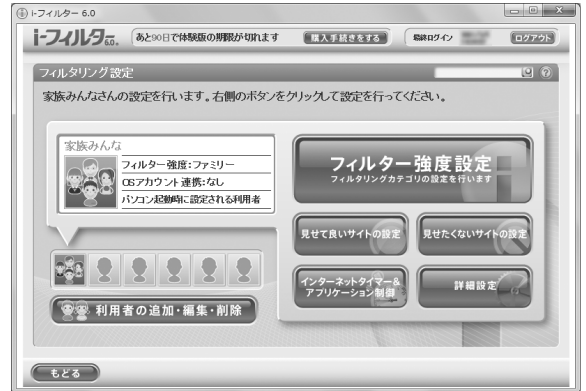 i-フィルター 6.0
i-フィルター6.0.
あと90日で体験版の期限が切れます
購入手続きをする
最終ログイン
ログアウト
フィルタリング設定
家族みんなさんの設定を行います。右側のボタンをクリックして設定を行ってください。
家族みんな
フィルター強度:ファミリー
OSアカウント連携:なし
パソコン起動時に設定される利用者
フィルター強度設定
フィルタリングカテゴリの設定を行います
見せて良いサイトの設定
見せたくないサイトの設定
インターネットタイマー&
アプリケーション制御
詳細設定
利用者の追加・編集・削除
もどる